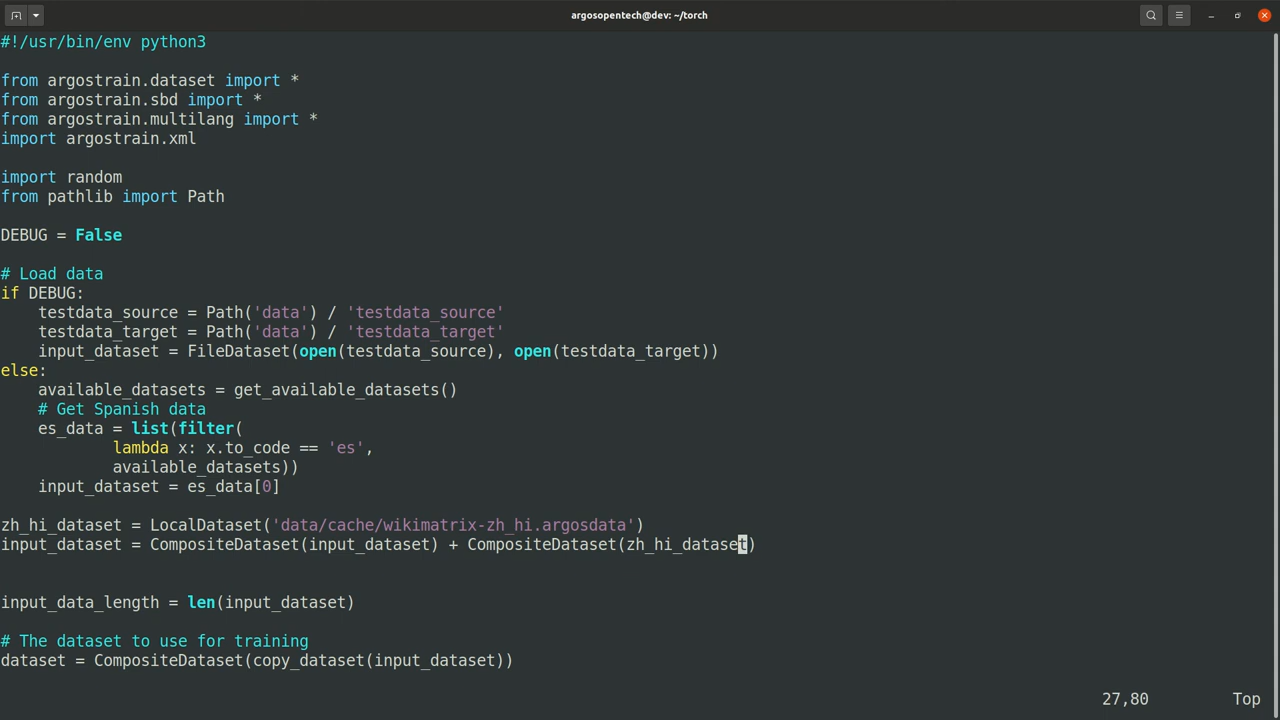 argosopentech@dev: ~/torch
#!/usr/bin/env python3
from argostrain.dataset import *
from argostrain.sbd import *
from argostrain.multilang import *
import argostrain.xml
import random
from pathlib import Path
DEBUG = False
# Load data
if DEBUG:
    testdata_source = Path('data') / 'testdata_source'
    testdata_target = Path('data') / 'testdata_target'
    input_dataset = FileDataset(open(testdata_source), open(testdata_target))
else:
    available_datasets = get_available_datasets()
    # Get Spanish data
    es_data = list(filter(
            lambda x: x.to_code == 'es',
            available_datasets))
    input_dataset = es_data[0]
zh_hi_dataset = LocalDataset('data/cache/wikimatrix-zh_hi.argosdata')
input_dataset = CompositeDataset(input_dataset) + CompositeDataset(zh_hi_dataset)
input_data_length = len(input_dataset)
# The dataset to use for training
dataset = CompositeDataset(copy_dataset(input_dataset))
27,80 Top